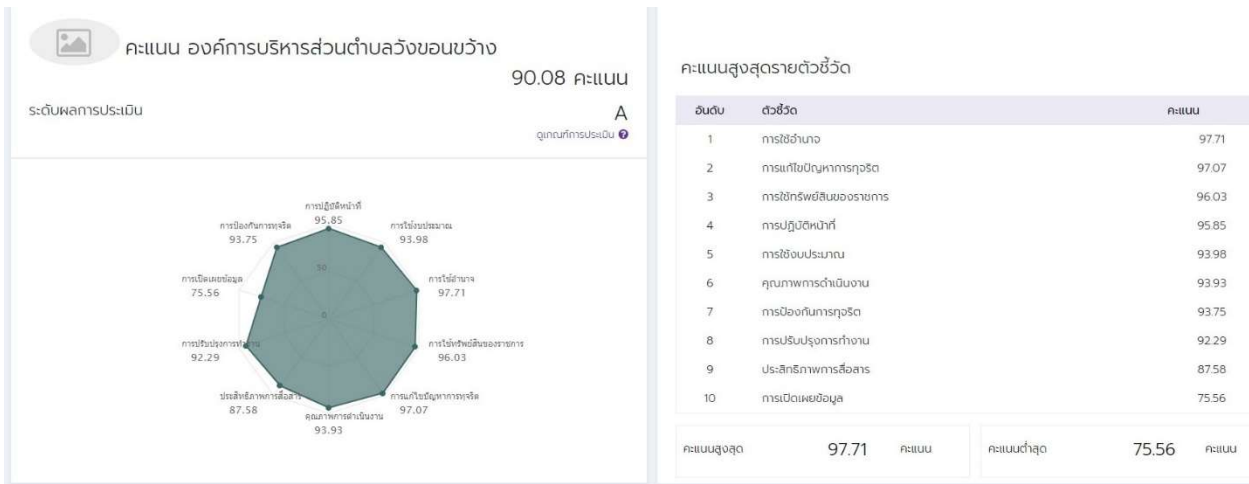 คะแนน องค์การบริหารส่วนตำบลวังขอนขว้าง
90.08 คะแนน
ระดับผลการประเมิน
A
ดูเกณฑ์การประเมิน ?
การปฏิบัติหน้าที่
95.85
การป้องกันการทุจริต
93.75
การใช้งบประมาณ
93.98
50
การเปิดเผยข้อมูล
75.56
การใช้อำนาจ
97.71
0
การปรับปรุงการทำงาน
92.29
การใช้ทรัพย์สินของราชการ
96.03
ประสิทธิภาพการสื่อสาร
87.58
การแก้ไขปัญหาการทุจริต
97.07
คุณภาพการดำเนินงาน
93.93
คะแนนสูงสุดรายตัวชี้วัด
อันดับ ตัวชี้วัด คะแนน
1 การใช้อำนาจ 97.71
2 การแก้ไขปัญหาการทุจริต 97.07
3 การใช้ทรัพย์สินของราชการ 96.03
4 การปฏิบัติหน้าที่ 95.85
5 การใช้งบประมาณ 93.98
6 คุณภาพการดำเนินงาน 93.93
7 การป้องกันการทุจริต 93.75
8 การปรับปรุงการทำงาน 92.29
9 ประสิทธิภาพการสื่อสาร 87.58
10 การเปิดเผยข้อมูล 75.56
คะแนนสูงสุด 97.71 คะแนน
คะแนนต่ำสุด 75.56 คะแนน